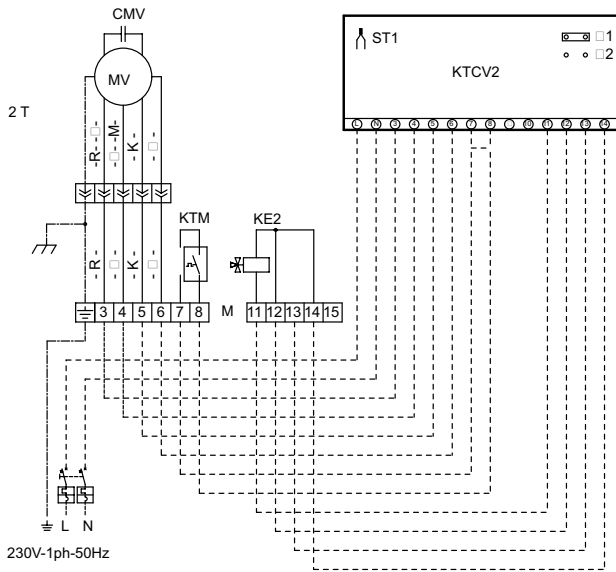 CMV
MV
2 T
ST1
KTCV2
1
2
L N 3 4 5 6 7 8 10 11 12 13 14
-R- -M- -K-
KTM
KE2
-R- -K-
3 4 5 6 7 8 M 11 12 13 14 15
L N
230V-1ph-50Hz